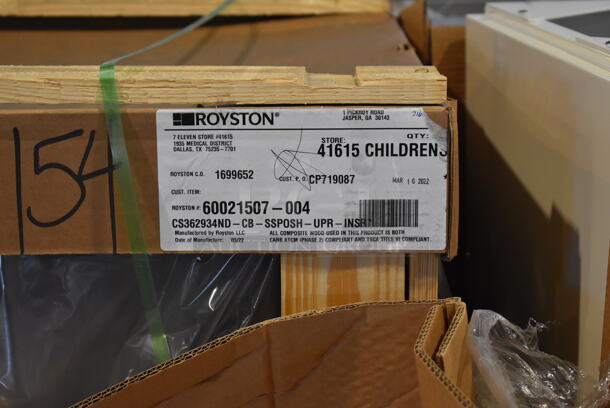 154
ROYSTON®
1 PICKROY ROAD
JASPER, GA 30143
7 ELEVEN STORE #41615
1935 MEDICAL DISTRICT
DALLAS, TX 75235-7701
STORE: QTY:
41615 CHILDRENS
ROYSTON C.O. 1699652 CUST. P.O. CP719087 MAR 16 2022
CUST. ITEM:
ROYSTON #: 60021507-004
CS362934ND-CB-SSPOSH-UPR-INSR
Manufactured by Royston LLC ALL COMPOSITE WOOD USED IN THIS PRODUCT IS BOTH
Date of Manufacture: 03/22 CARB ATCM (PHASE 2) COMPLIANT AND TSCA TITLE VI COMPLIANT.